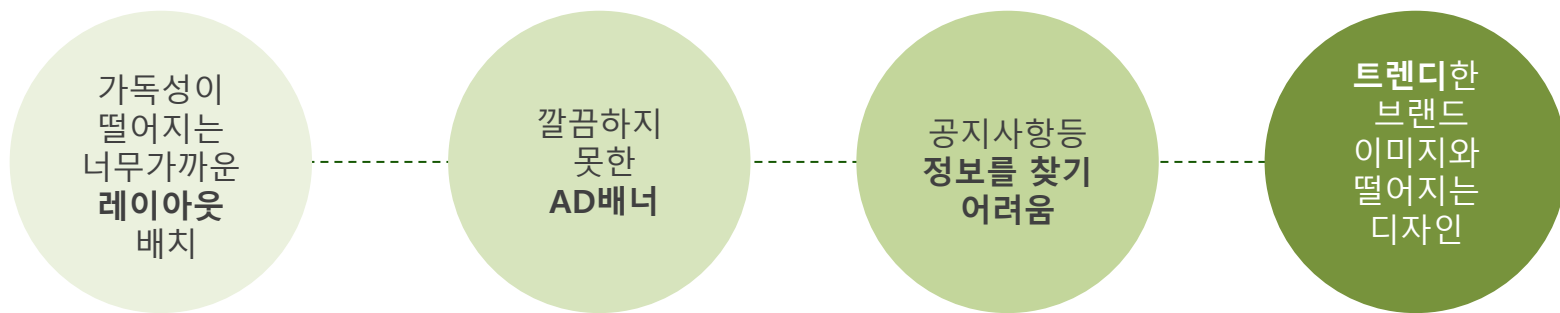 가독성이
떨어지는
너무가까운
레이아웃
배치
깔끔하지
못한
AD배너
공지사항등
정보를 찾기
어려움
트렌디한
브랜드
이미지와
떨어지는
디자인